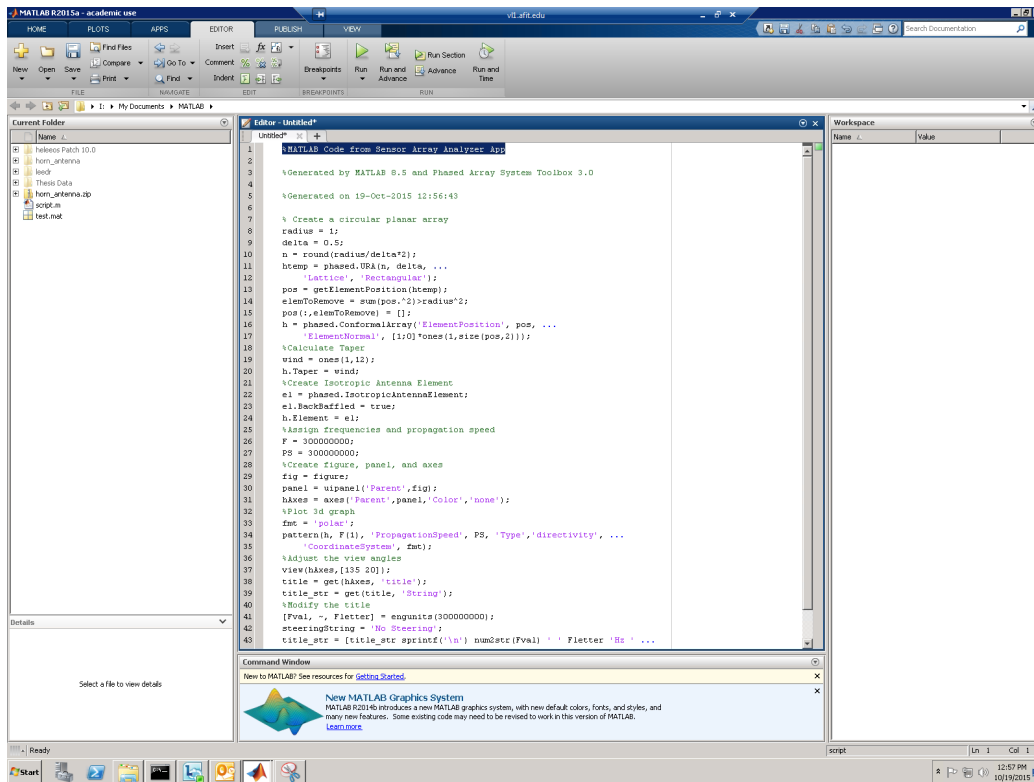 MATLAB R2015a - academic use
vl1.afit.edu
HOME PLOTS APPS EDITOR PUBLISH VIEW
Search Documentation
New Open Save
Find Files
Compare
Print
Go To
Find
Insert
Comment
Indent
Breakpoints
Run
Run and Advance
Run Section
Advance
Run and Time
FILE NAVIGATE EDIT BREAKPOINTS RUN
I: My Documents MATLAB
Current Folder
Name
heleeos Patch 10.0
horn_antenna
leedr
Thesis Data
horn_antenna.zip
script.m
test.mat
Details
Select a file to view details
Editor - Untitled*
Untitled*
1 %MATLAB Code from Sensor Array Analyzer App
2
3 %Generated by MATLAB 8.5 and Phased Array System Toolbox 3.0
4
5 %Generated on 19-Oct-2015 12:56:43
6
7 % Create a circular planar array
8 radius = 1;
9 delta = 0.5;
10 n = round(radius/delta*2);
11 htemp = phased.URA(n, delta, ...
12 'Lattice', 'Rectangular');
13 pos = getElementPosition(htemp);
14 elemToRemove = sum(pos.^2)>radius^2;
15 pos(:,elemToRemove) = [];
16 h = phased.ConformalArray('ElementPosition', pos, ...
17 'ElementNormal', [1;0]*ones(1,size(pos,2)));
18 %Calculate Taper
19 wind = ones(1,12);
20 h.Taper = wind;
21 %Create Isotropic Antenna Element
22 el = phased.IsotropicAntennaElement;
23 el.BackBaffled = true;
24 h.Element = el;
25 %Assign frequencies and propagation speed
26 F = 300000000;
27 PS = 300000000;
28 %Create figure, panel, and axes
29 fig = figure;
30 panel = uipanel('Parent',fig);
31 hAxes = axes('Parent',panel,'Color','none');
32 %Plot 3d graph
33 fmt = 'polar';
34 pattern(h, F(1), 'PropagationSpeed', PS, 'Type','directivity', ...
35 'CoordinateSystem', fmt);
36 %Adjust the view angles
37 view(hAxes,[135 20]);
38 title = get(hAxes, 'title');
39 title_str = get(title, 'String');
40 %Modify the title
41 [Fval, ~, Fletter] = engunits(300000000);
42 steeringString = 'No Steering';
43 title_str = [title_str sprintf('\n') num2str(Fval) ' ' Fletter 'Hz ' ...
Command Window
New to MATLAB? See resources for Getting Started.
New MATLAB Graphics System
MATLAB R2014b introduces a new MATLAB graphics system, with new default colors, fonts, and styles, and
many new features. Some existing code may need to be revised to work in this version of MATLAB.
Learn more
Workspace
Name Value
Ready
script Ln 1 Col 1
Start
12:57 PM
10/19/2015